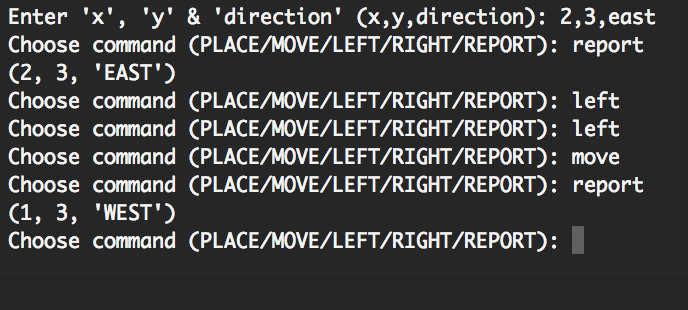 Enter 'x', 'y' & 'direction' (x,y,direction): 2,3,east
Choose command (PLACE/MOVE/LEFT/RIGHT/REPORT): report
(2, 3, 'EAST')
Choose command (PLACE/MOVE/LEFT/RIGHT/REPORT): left
Choose command (PLACE/MOVE/LEFT/RIGHT/REPORT): left
Choose command (PLACE/MOVE/LEFT/RIGHT/REPORT): move
Choose command (PLACE/MOVE/LEFT/RIGHT/REPORT): report
(1, 3, 'WEST')
Choose command (PLACE/MOVE/LEFT/RIGHT/REPORT):